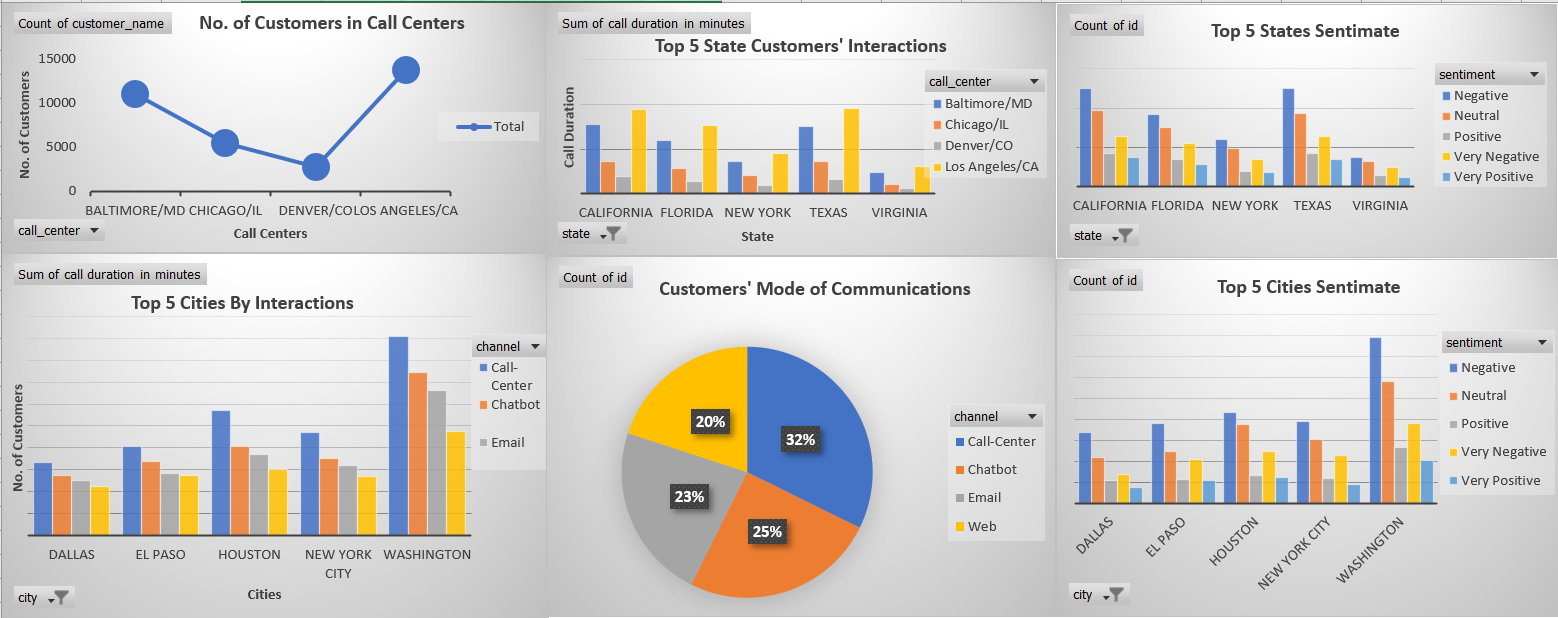 Count of customer_name
No. of Customers in Call Centers
No. of Customers
15000
10000
5000
0
BALTIMORE/MD CHICAGO/IL DENVER/COLOS ANGELES/CA
Total
call_center
Call Centers
Sum of call duration in minutes
Top 5 State Customers' Interactions
Call Duration
call_center
Baltimore/MD
Chicago/IL
Denver/CO
Los Angeles/CA
CALIFORNIA FLORIDA NEW YORK TEXAS VIRGINIA
state
State
Count of id
Top 5 States Sentimate
sentiment
Negative
Neutral
Positive
Very Negative
Very Positive
CALIFORNIA FLORIDA NEW YORK TEXAS VIRGINIA
state
Sum of call duration in minutes
Top 5 Cities By Interactions
No. of Customers
channel
Call-
Center
Chatbot
Email
DALLAS EL PASO HOUSTON NEW YORK WASHINGTON
CITY
city
Cities
Count of id
Customers' Mode of Communications
20%
32%
23%
25%
channel
Call-Center
Chatbot
Email
Web
Count of id
Top 5 Cities Sentimate
sentiment
Negative
Neutral
Positive
Very Negative
Very Positive
DALLAS
EL PASO
HOUSTON
NEW YORK CITY
WASHINGTON
city